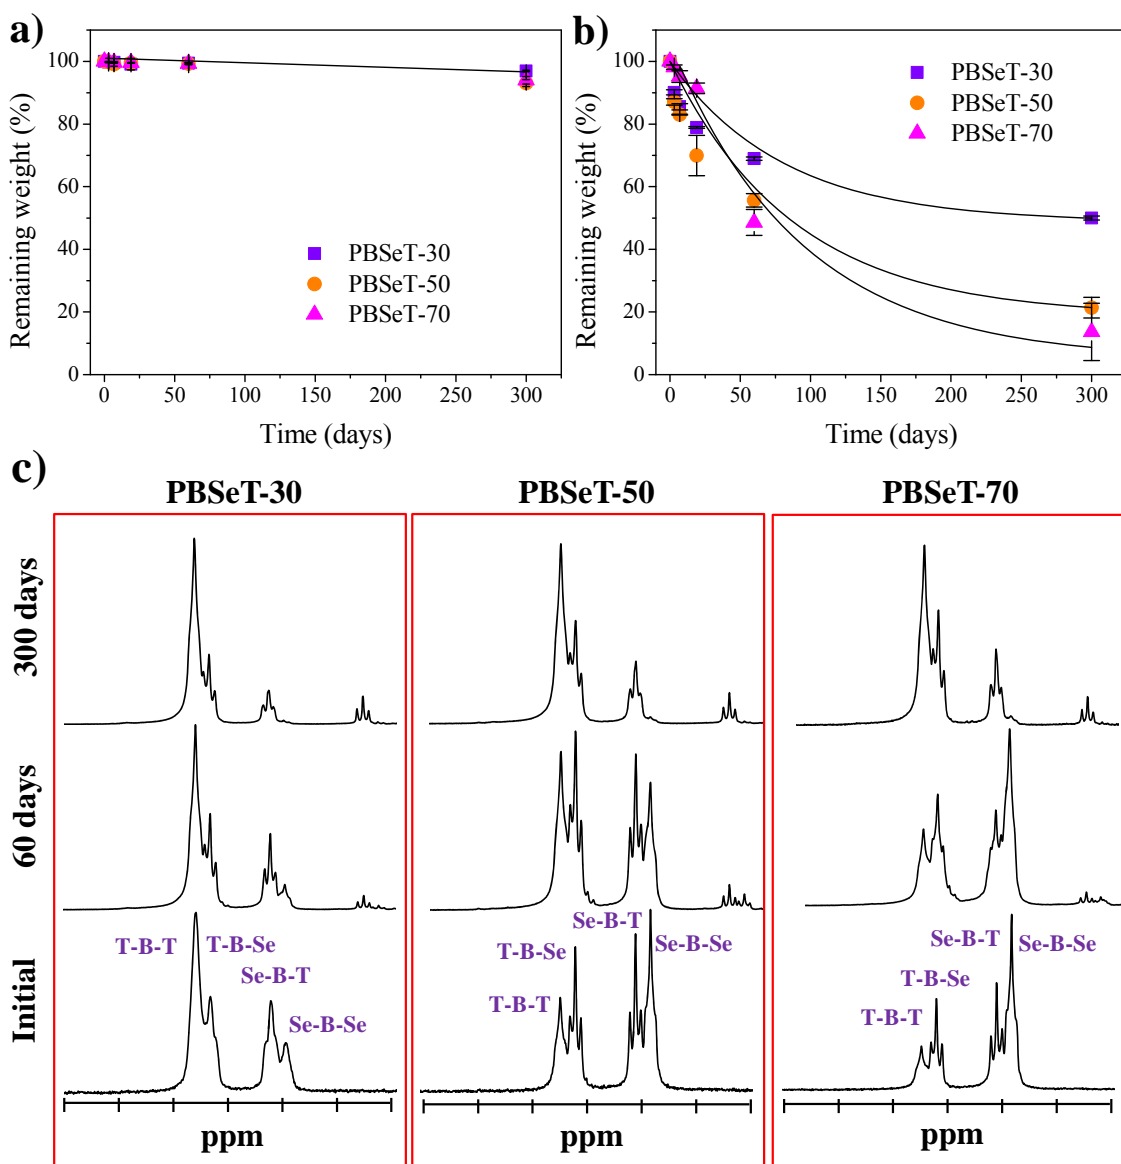 a)
Remaining weight (%)
100
80
60
40
20
0
PBSeT-30
PBSeT-50
PBSeT-70
0 50 100 150 200 250 300
Time (days)
b)
Remaining weight (%)
100
80
60
40
20
0
PBSeT-30
PBSeT-50
PBSeT-70
0 50 100 150 200 250 300
Time (days)
c)
PBSeT-30 PBSeT-50 PBSeT-70
300 days
60 days
Initial
T-B-T
T-B-Se
Se-B-T
Se-B-Se
ppm
Se-B-T
T-B-Se
Se-B-Se
T-B-T
ppm
Se-B-T
Se-B-Se
T-B-Se
T-B-T
ppm